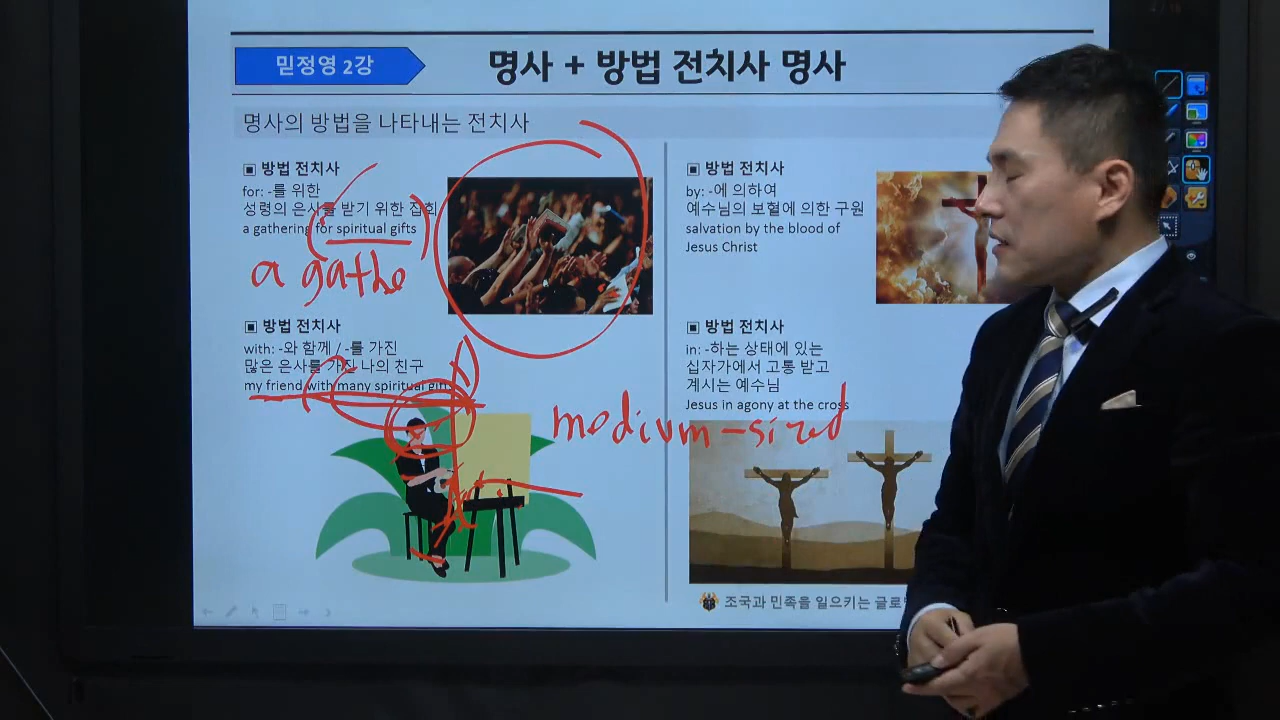 믿정영 2강
명사 + 방법 전치사 명사
명사의 방법을 나타내는 전치사
▣ 방법 전치사
for: -를 위한
성령의 은사를 받기 위한 집회
a gathering for spiritual gifts
a gathe
▣ 방법 전치사
with: -와 함께 / -를 가진
많은 은사를 가진 나의 친구
my friend with many spiritual gifts
medium-sized
▣ 방법 전치사
by: -에 의하여
예수님의 보혈에 의한 구원
salvation by the blood of
Jesus Christ
▣ 방법 전치사
in: -하는 상태에 있는
십자가에서 고통 받고
계시는 예수님
Jesus in agony at the cross
조국과 민족을 일으키는